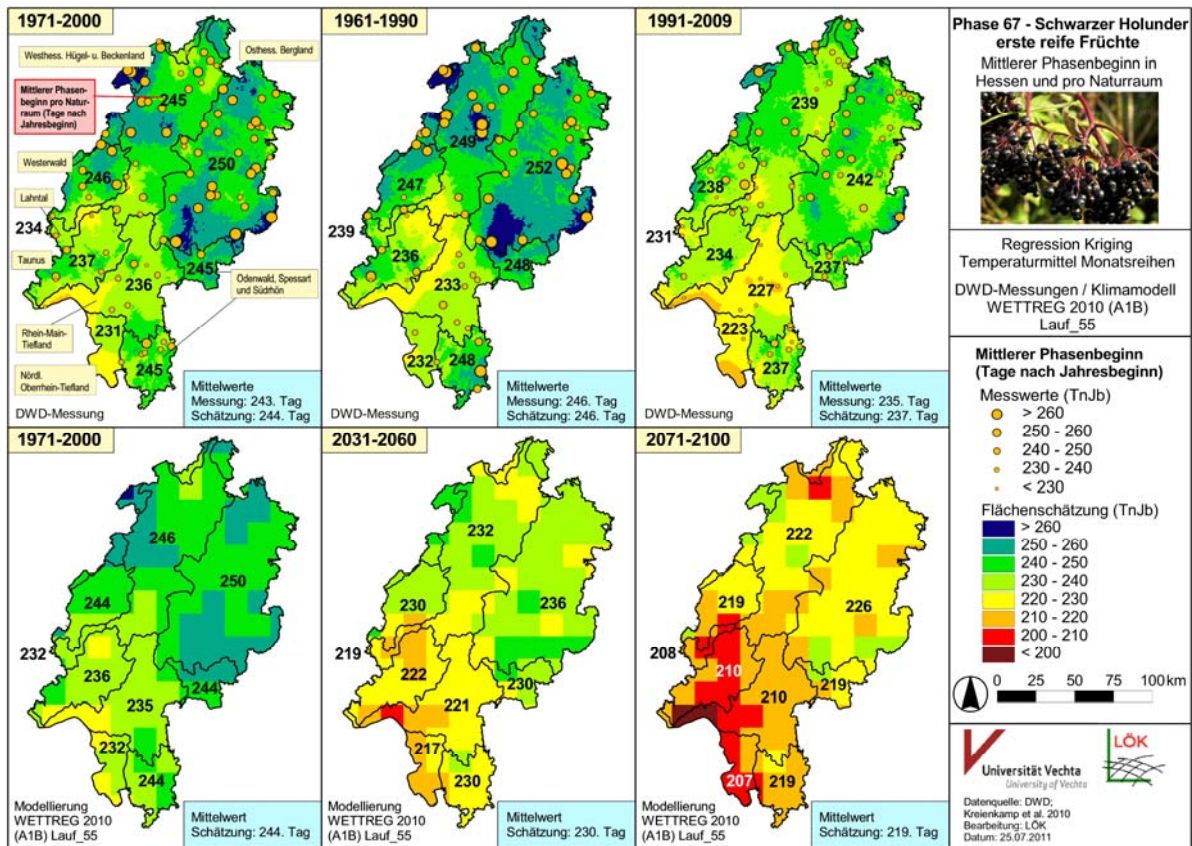 1971-2000
Westhess. Hügel- u. Beckenland
Osthess. Bergland
Mittlerer Phasen-
beginn pro Natur-
raum (Tage nach
Jahresbeginn)
245
250
Westerwald
246
Lahntal
234
Taunus
237
236
245
Odenwald, Spessart
und Südrhön
Rhein-Main-
Tiefland
231
Nördl.
Oberrhein-Tiefland
245
DWD-Messung
Mittelwerte
Messung: 243. Tag
Schätzung: 244. Tag
1961-1990
249
252
247
239
236
233
248
232
248
DWD-Messung
Mittelwerte
Messung: 246. Tag
Schätzung: 246. Tag
1991-2009
239
242
238
231
234
237
227
223
237
DWD-Messung
Mittelwerte
Messung: 235. Tag
Schätzung: 237. Tag
1971-2000
246
250
244
232
236
244
235
232
244
Modellierung
WETTREG 2010
(A1B) Lauf_55
Mittelwert
Schätzung: 244. Tag
2031-2060
232
236
230
219
222
230
221
217
230
Modellierung
WETTREG 2010
(A1B) Lauf_55
Mittelwert
Schätzung: 230. Tag
2071-2100
222
226
219
208
210
219
210
207
219
Modellierung
WETTREG 2010
(A1B) Lauf_55
Mittelwert
Schätzung: 219. Tag
Phase 67 - Schwarzer Holunder
erste reife Früchte
Mittlerer Phasenbeginn in
Hessen und pro Naturraum
Regression Kriging
Temperaturmittel Monatsreihen
DWD-Messungen / Klimamodell
WETTREG 2010 (A1B)
Lauf_55
Mittlerer Phasenbeginn
(Tage nach Jahresbeginn)
Messwerte (TnJb)
> 260
250 - 260
240 - 250
230 - 240
< 230
Flächenschätzung (TnJb)
> 260
250 - 260
240 - 250
230 - 240
220 - 230
210 - 220
200 - 210
< 200
0 25 50 75 100 km
Universität Vechta
University of Vechta
LÖK
Datenquelle: DWD;
Kreienkamp et al. 2010
Bearbeitung: LÖK
Datum: 25.07.2011